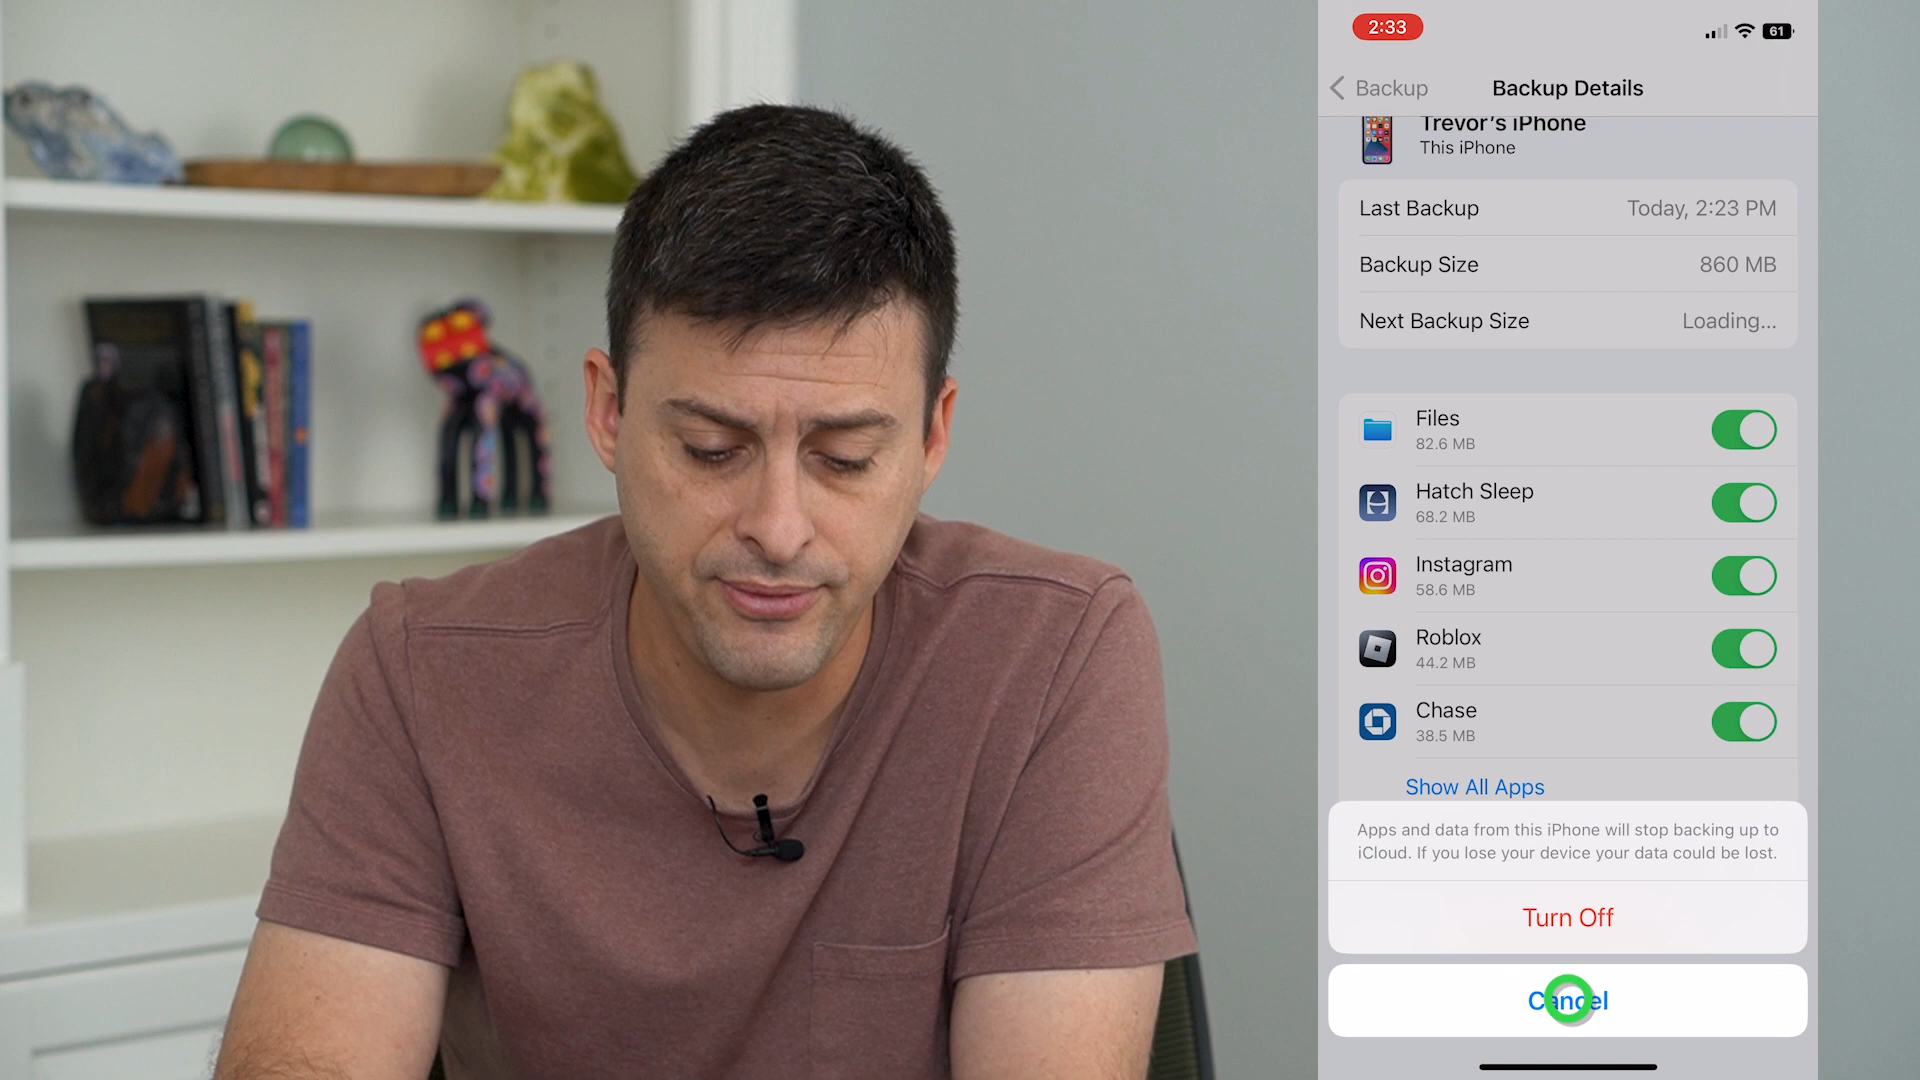 2:33
61
Backup
Backup Details
Trevor's iPhone
This iPhone
Last Backup
Today, 2:23 PM
Backup Size
860 MB
Next Backup Size
Loading...
Files
82.6 MB
Hatch Sleep
68.2 MB
Instagram
58.6 MB
Roblox
44.2 MB
Chase
38.5 MB
Show All Apps
Apps and data from this iPhone will stop backing up to
iCloud. If you lose your device your data could be lost.
Turn Off
Cancel